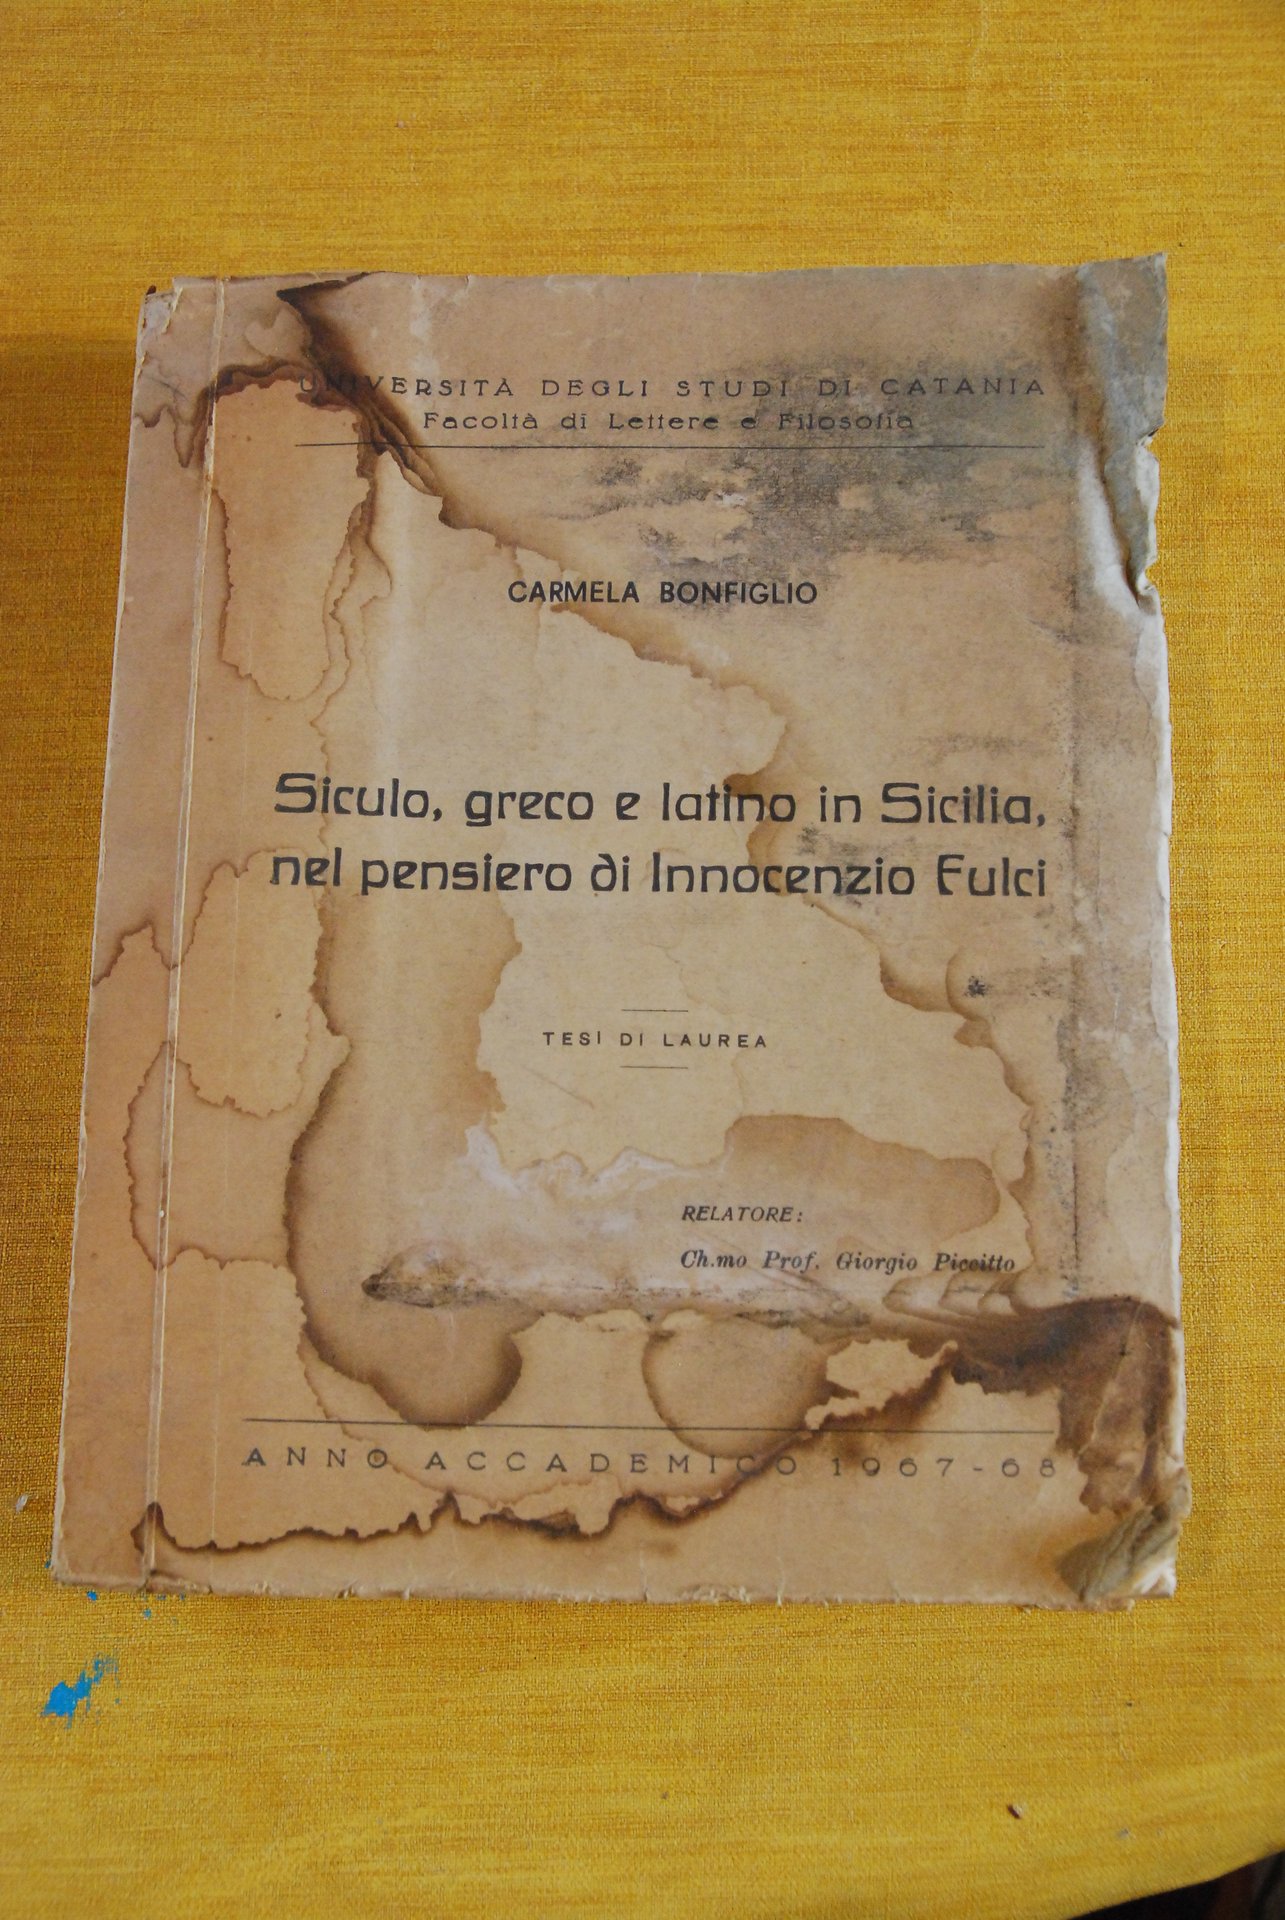 UNIVERSITÀ DEGLI STUDI DI CATANIA
Facoltà di Lettere e Filosofia
CARMELA BONFIGLIO
Siculo, greco e latino in Sicilia,
nel pensiero di Innocenzio Fulci
TESI DI LAUREA
RELATORE:
Ch.mo Prof. Giorgio Piccitto
ANNO ACCADEMICO 1967-68